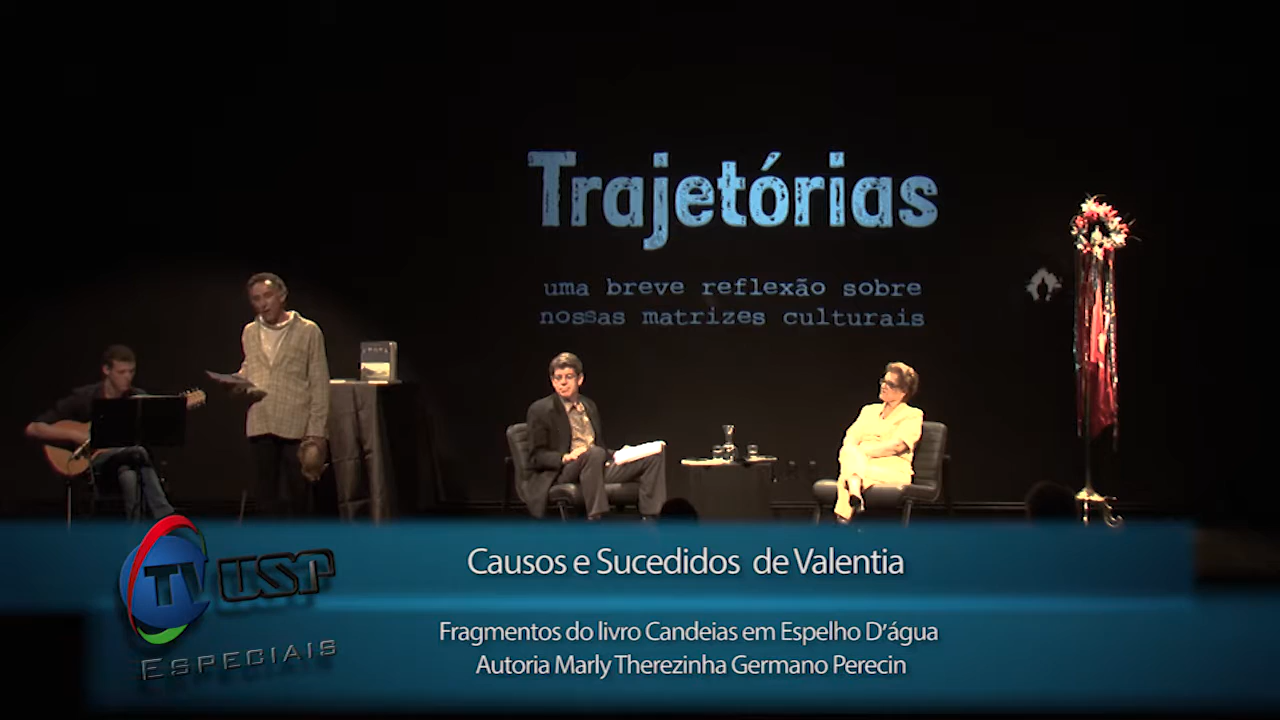 Trajetórias
uma breve reflexão sobre
nossas matrizes culturais
TV USP
ESPECIAIS
Causos e Sucedidos de Valentia
Fragmentos do livro Candeias em Espelho D'água
Autoria Marly Therezinha Germano Perecin